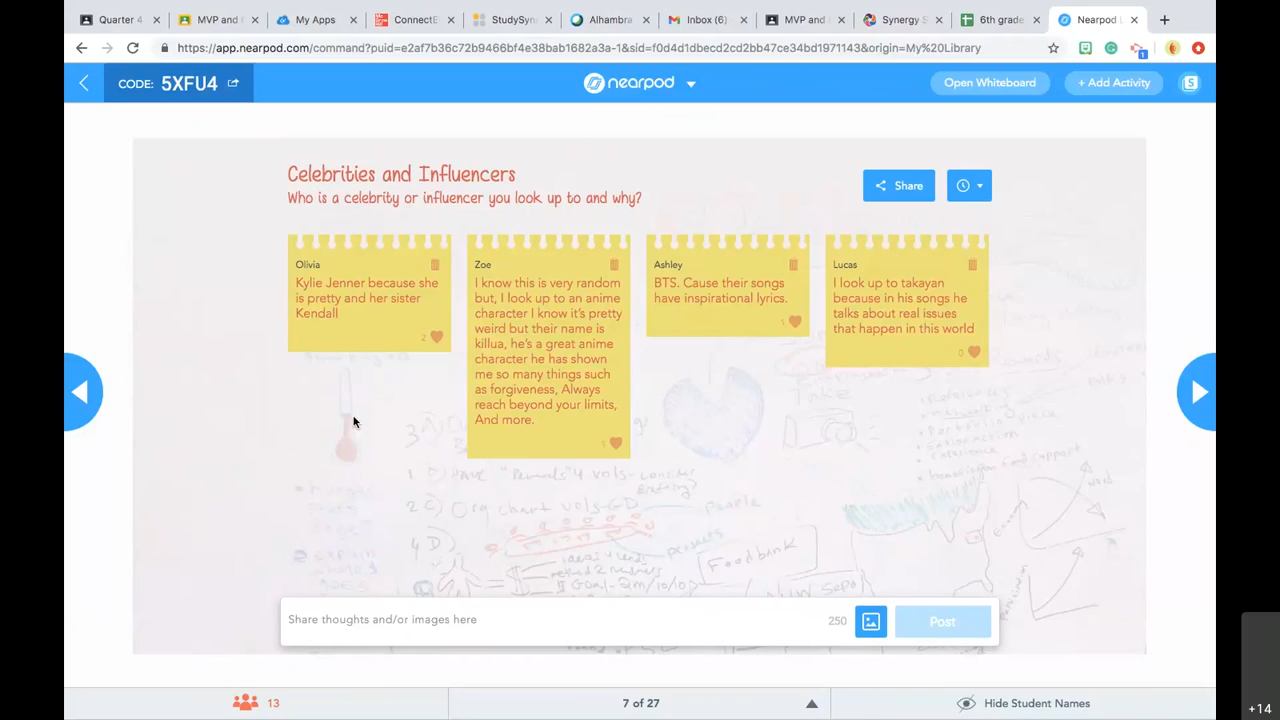 Quarter 4
MVP and
My Apps
ConnectE
StudySyn
Alhambra
Inbox (6)
MVP and
Synergy S
6th grade
Nearpod L
https://app.nearpod.com/command?puid=e2af7b36c72b9466bf4e38bab1682a3a-1&sid=f0d4d1dbecd2cd2bb47ce34bd1971143&origin=My%20Library
CODE: 5XFU4
nearpod
Open Whiteboard
+ Add Activity
S
Celebrities and Influencers
Who is a celebrity or influencer you look up to and why?
Share
Olivia
Kylie Jenner because she
is pretty and her sister
Kendall
2
Zoe
I know this is very random
but, I look up to an anime
character I know it's pretty
weird but their name is
killua, he's a great anime
character he has shown
me so many things such
as forgiveness, Always
reach beyond your limits,
And more.
1
Ashley
BTS. Cause their songs
have inspirational lyrics.
1
Lucas
I look up to takayan
because in his songs he
talks about real issues
that happen in this world
0
people
Foodbank
Share thoughts and/or images here
250
Post
13
7 of 27
Hide Student Names
+14